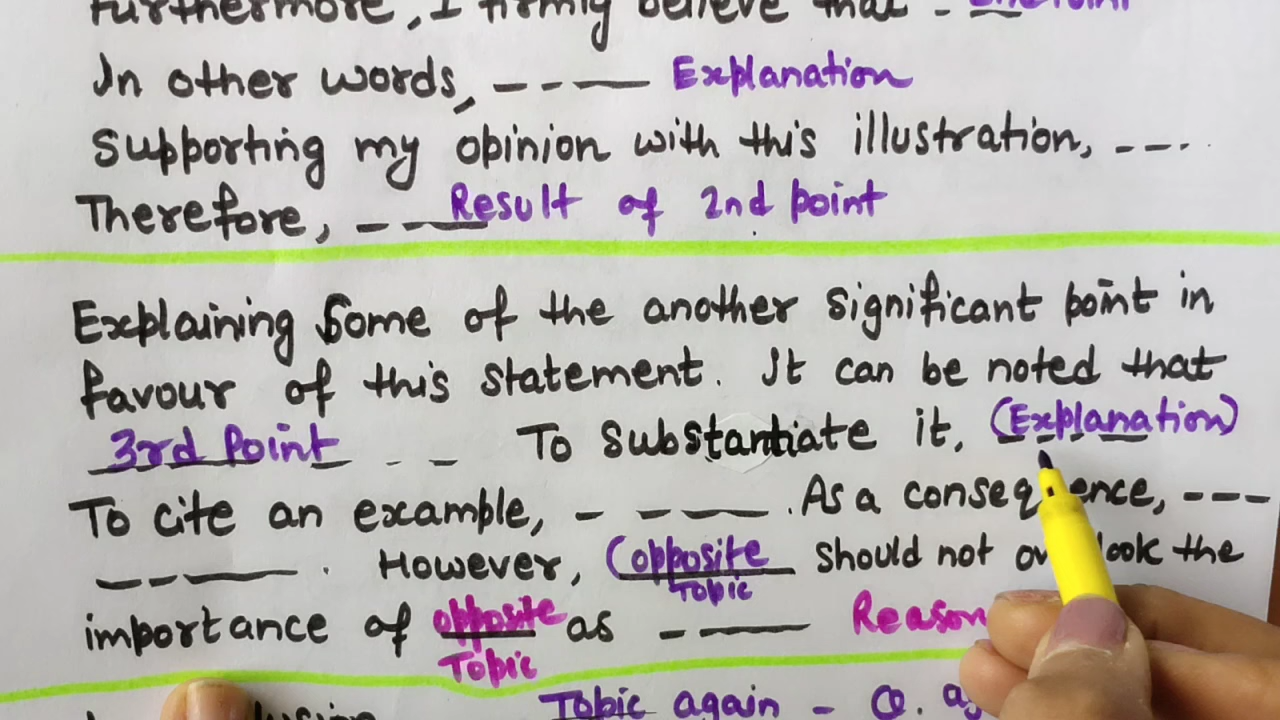 Furthermore, I firmly believe that - — Point
In other words, - - - — Explanation
Supporting my opinion with this illustration, - - - .
Therefore, - — — Result of 2nd point
Explaining Some of the another significant point in
favour of this statement. It can be noted that
3rd Point - - - To substantiate it, (Explanation)
To cite an example, - - — — . As a consequence, - - -
— - - — . However, (opposite Topic should not overlook the
importance of opposite Topic as - — — Reason
Topic again - Q.